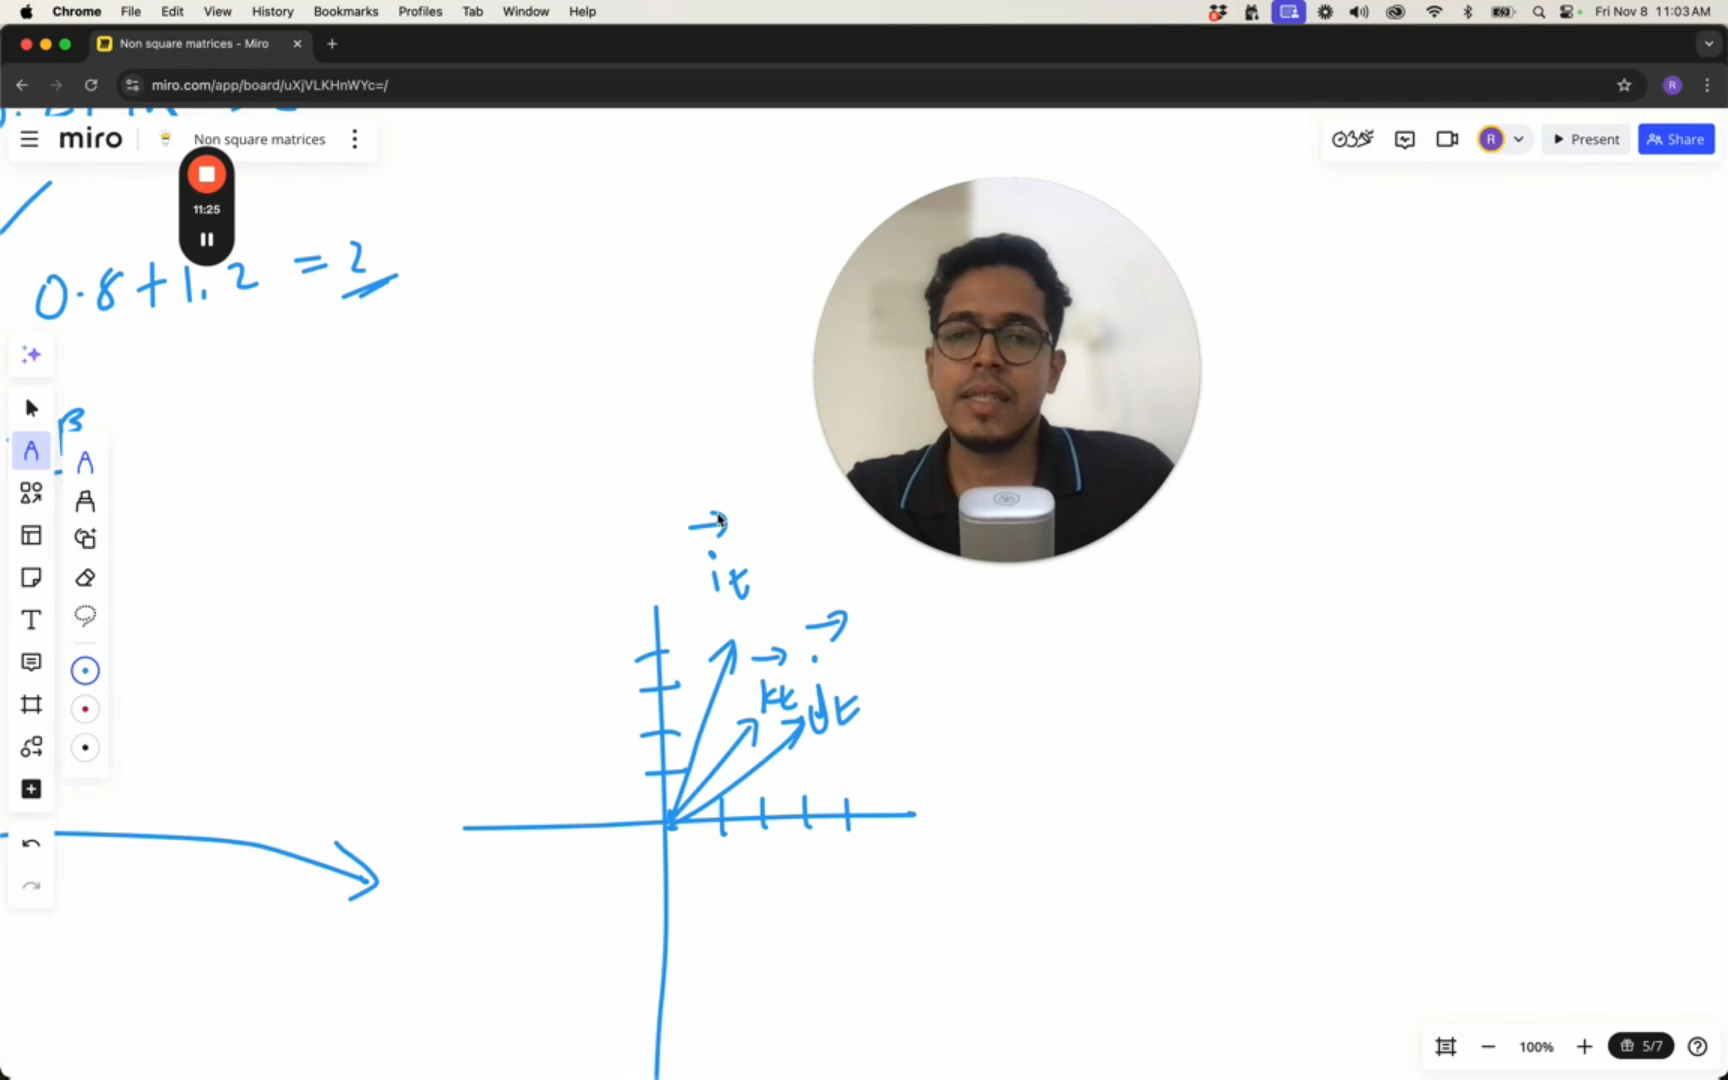 Chrome File Edit View History Bookmarks Profiles Tab Window Help Fri Nov 8 11:03 AM
Non square matrices - Miro
miro.com/app/board/uXjVLKHnWYc=/
miro Non square matrices R Present Share
11:25
0.8 + 1.2 = 2
β
i t
k t
j t
100% 5/7